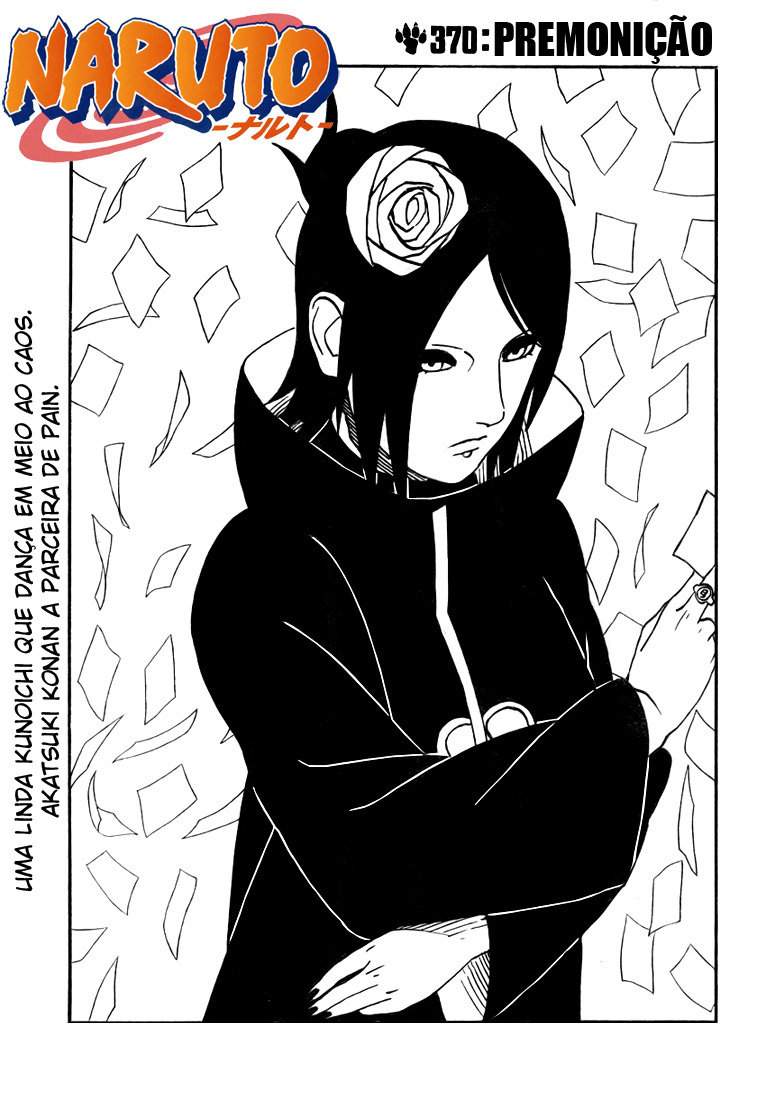 NARUTO
-ナルト-
370: PREMONIÇÃO
UMA LINDA KUNOICHI QUE DANÇA EM MEIO AO CAOS.
AKATSUKI KONAN A PARCEIRA DE PAIN.